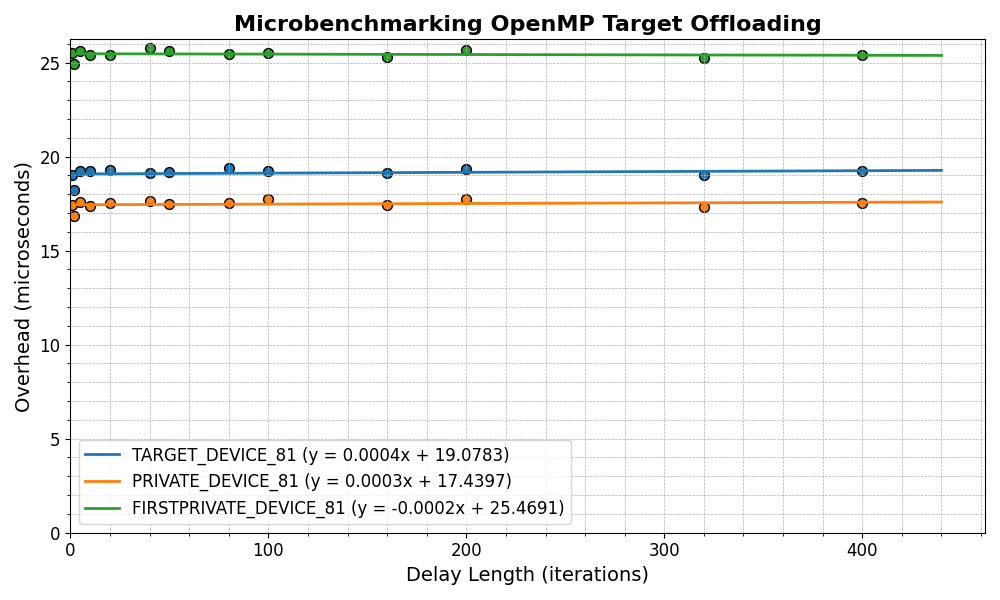 Microbenchmarking OpenMP Target Offloading
Overhead (microseconds)
25
20
15
10
5
0
TARGET_DEVICE_81 (y = 0.0004x + 19.0783)
PRIVATE_DEVICE_81 (y = 0.0003x + 17.4397)
FIRSTPRIVATE_DEVICE_81 (y = -0.0002x + 25.4691)
0 100 200 300 400
Delay Length (iterations)